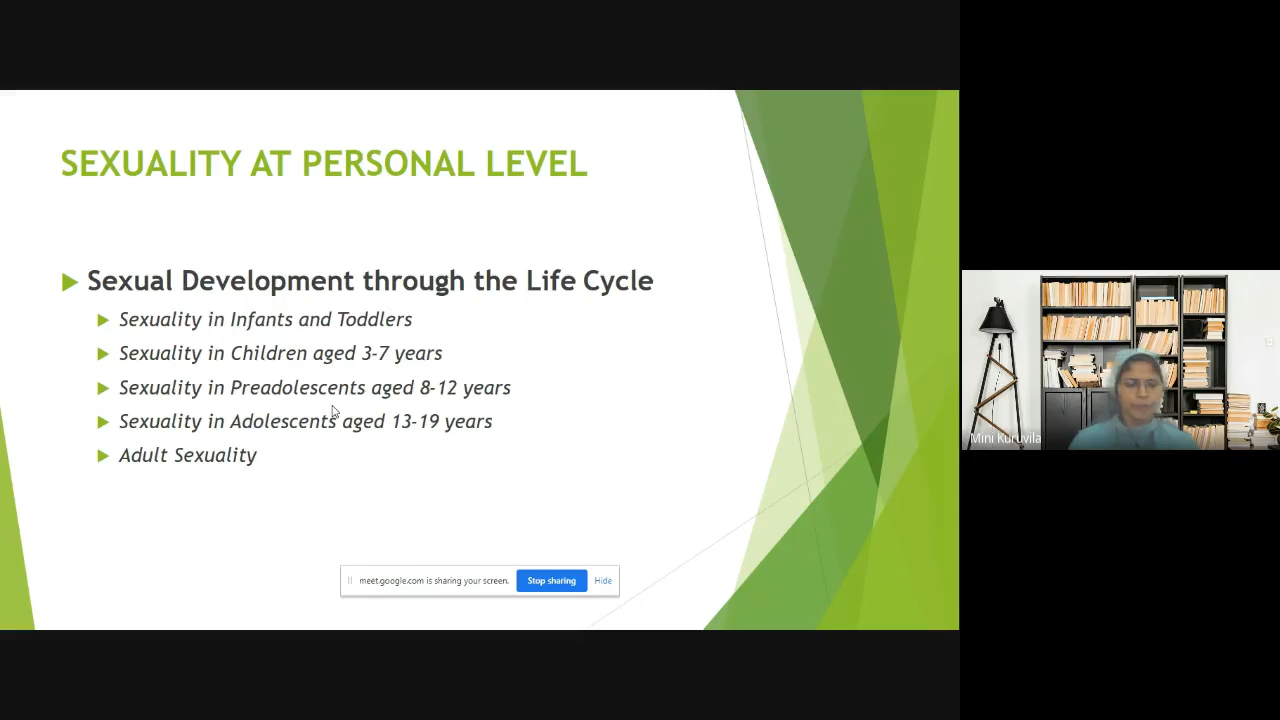 SEXUALITY AT PERSONAL LEVEL
Sexual Development through the Life Cycle
Sexuality in Infants and Toddlers
Sexuality in Children aged 3-7 years
Sexuality in Preadolescents aged 8-12 years
Sexuality in Adolescents aged 13-19 years
Adult Sexuality
meet.google.com is sharing your screen. Stop sharing Hide
Mini Kuruvila